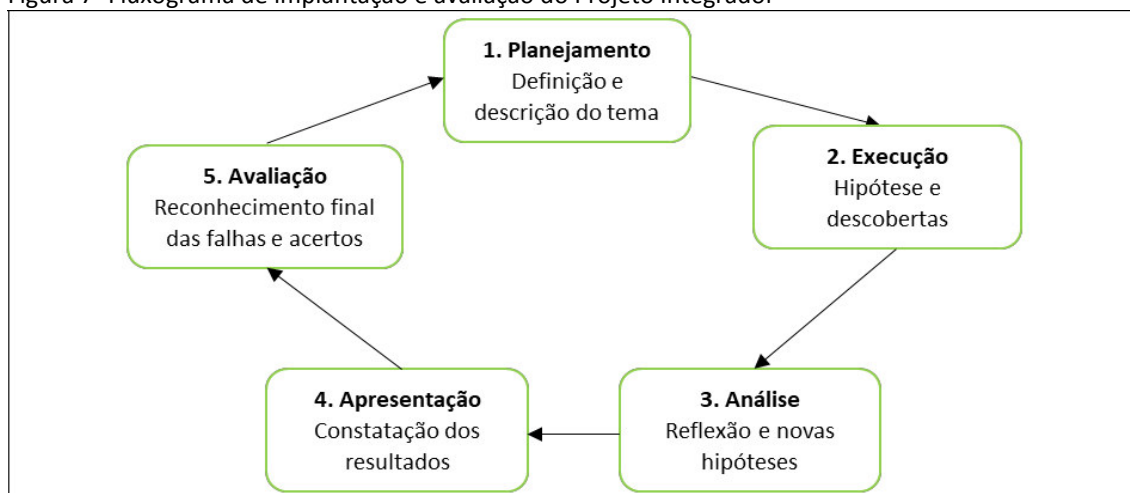 1. Planejamento
Definição e
descrição do tema
2. Execução
Hipótese e
descobertas
3. Análise
Reflexão e novas
hipóteses
4. Apresentação
Constatação dos
resultados
5. Avaliação
Reconhecimento final
das falhas e acertos